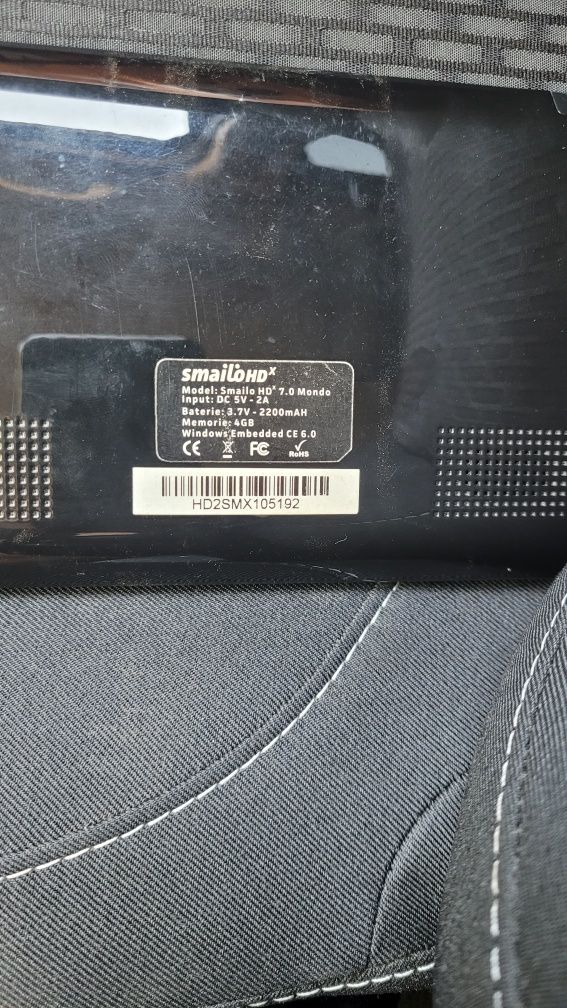 smailo HDx
Model: Smailo HDx 7.0 Mondo
Input: DC 5V - 2A
Baterie: 3.7V - 2200mAH
Memorie: 4GB
Windows Embedded CE 6.0
CE FC RoHS
HD2SMX105192